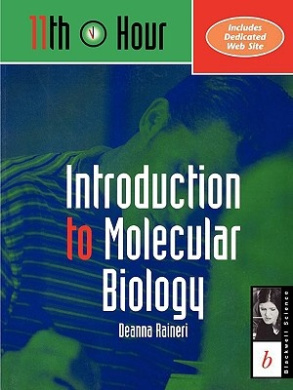 11th Hour
Includes
Dedicated
Web Site
Introduction
to Molecular
Biology
Deanna Raineri
Blackwell Science
b